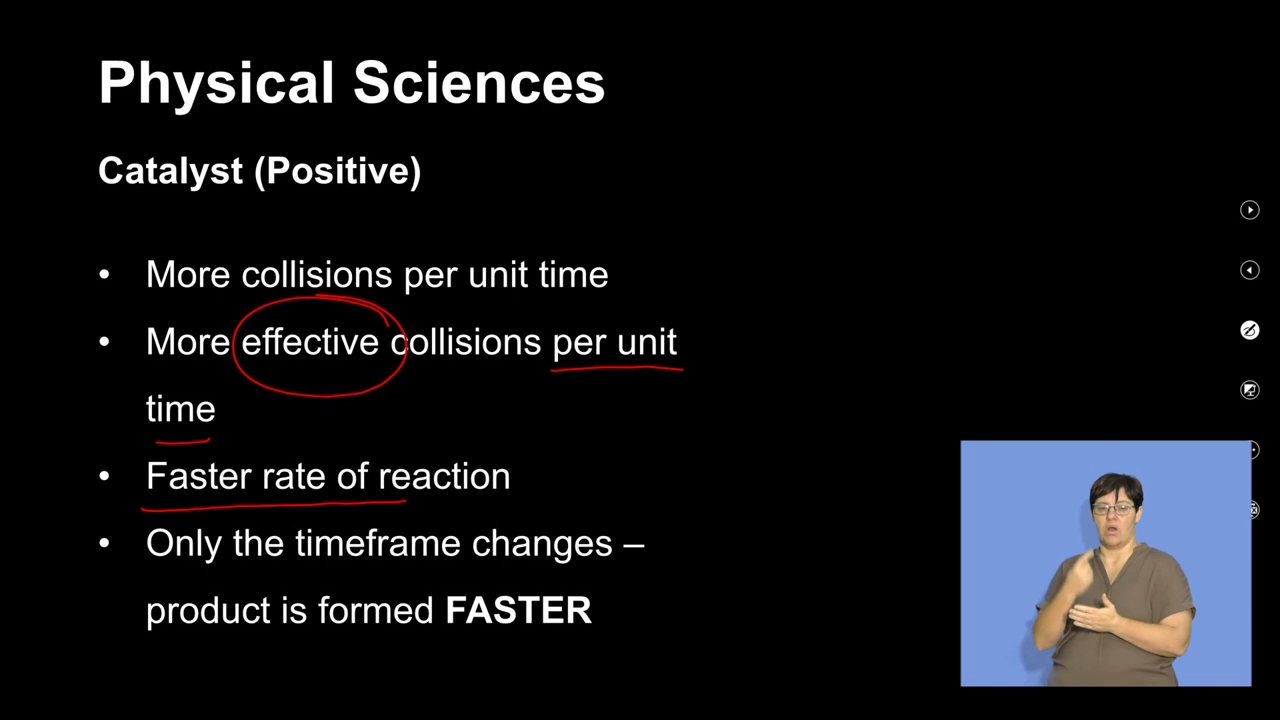 Physical Sciences
Catalyst (Positive)
• More collisions per unit time
• More effective collisions per unit
time
• Faster rate of reaction
• Only the timeframe changes –
product is formed FASTER